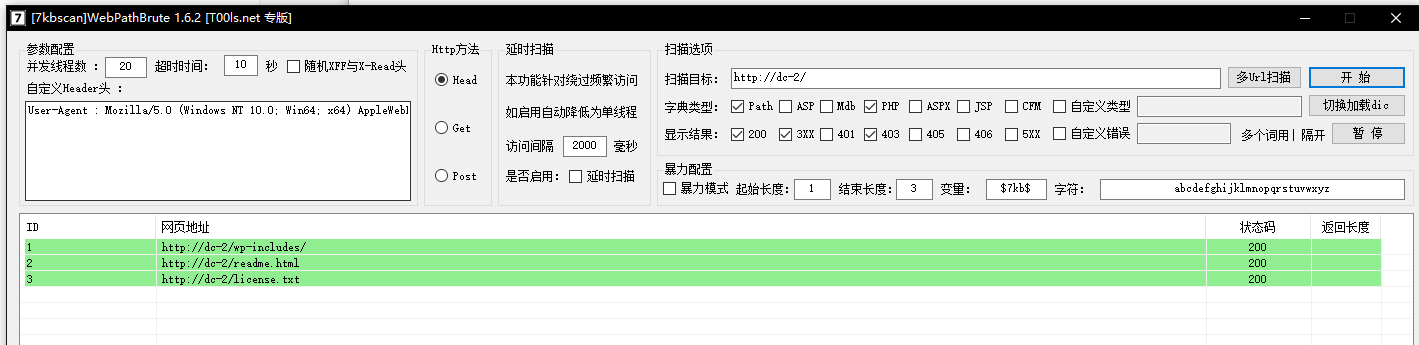 7 [7kbscan]WebPathBrute 1.6.2 [T00ls.net 专版]
参数配置
并发线程数 : 20 超时时间: 10 秒 随机XFF与X-Read头
自定义Header头 :
User-Agent : Mozilla/5.0 (Windows NT 10.0; Win64; x64) AppleWebl
Http方法
Head
Get
Post
延时扫描
本功能针对绕过频繁访问
如启用自动降低为单线程
访问间隔 2000 毫秒
是否启用: 延时扫描
扫描选项
扫描目标: http://dc-2/ 多Url扫描 开 始
字典类型: Path ASP Mdb PHP ASPX JSP CFM 自定义类型 切换加载dic
显示结果: 200 3XX 401 403 405 406 5XX 自定义错误 多个词用| 隔开 暂 停
暴力配置
暴力模式 起始长度: 1 结束长度: 3 变量: $7kb$ 字符: abcdefghijklmnopqrstuvwxyz
ID 网页地址 状态码 返回长度
1 http://dc-2/wp-includes/ 200
2 http://dc-2/readme.html 200
3 http://dc-2/license.txt 200